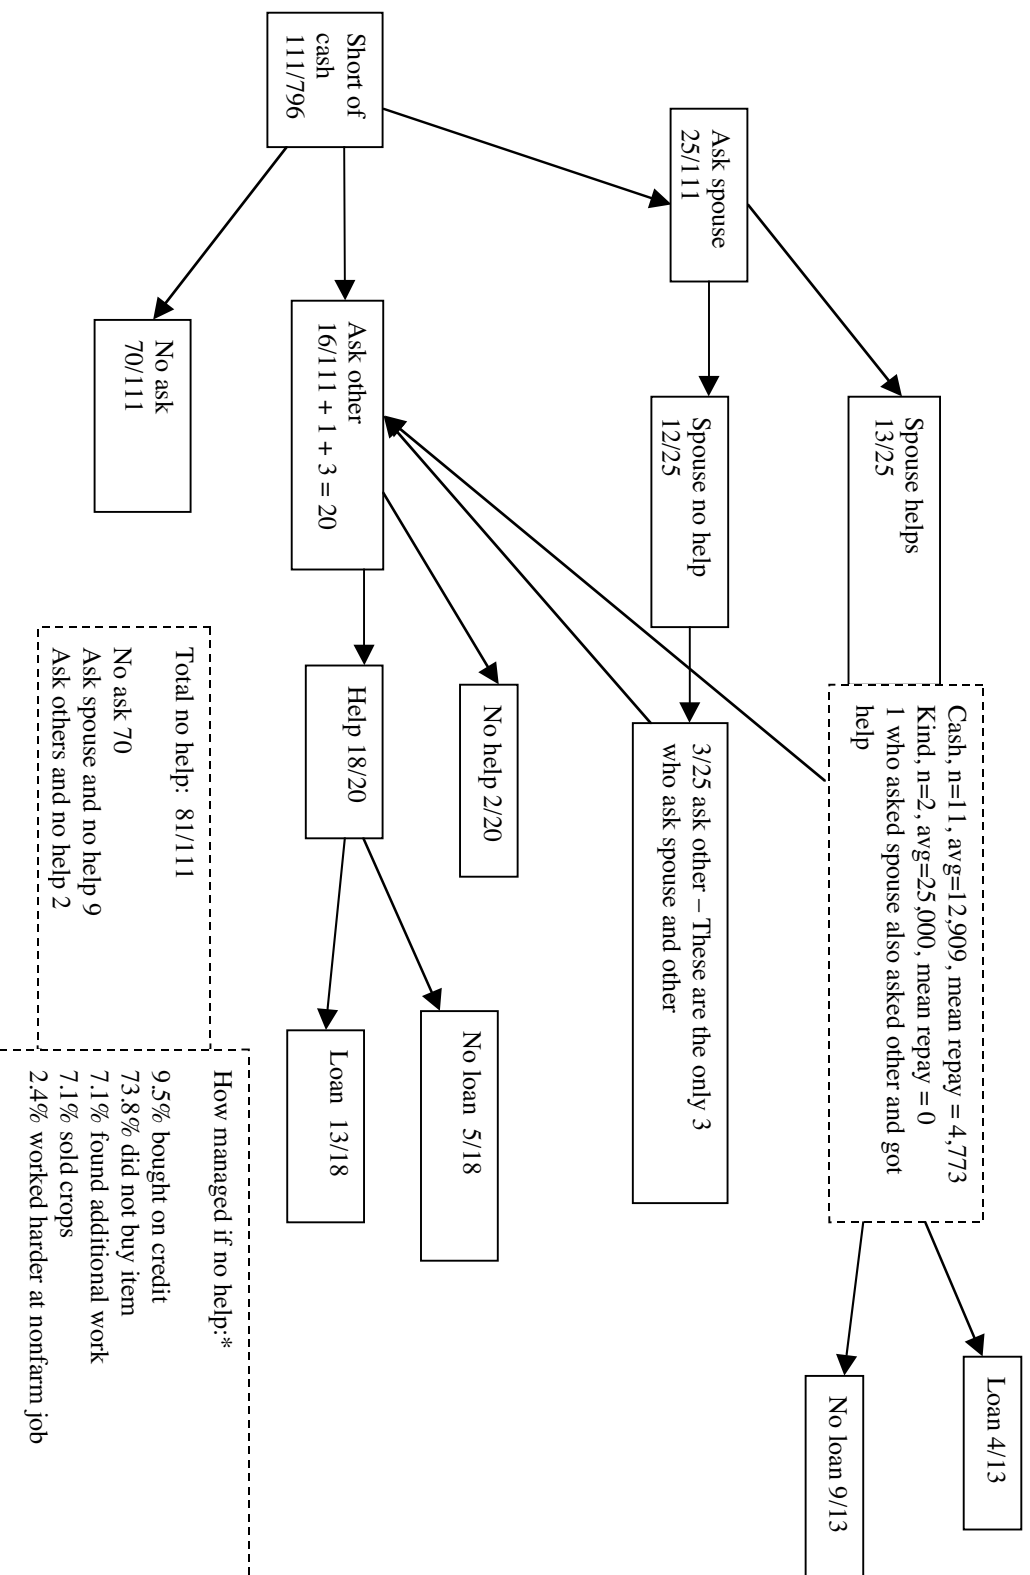 Short of
cash
111/796
Ask spouse
25/111
Spouse helps
13/25
Cash, n=11, avg=12,909, mean repay = 4,773
Kind, n=2, avg=25,000, mean repay = 0
1 who asked spouse also asked other and got
help
Loan 4/13
No loan 9/13
Spouse no help
12/25
3/25 ask other – These are the only 3
who ask spouse and other
Ask other
16/111 + 1 + 3 = 20
No help 2/20
Help 18/20
No loan 5/18
Loan 13/18
No ask
70/111
Total no help: 81/111
No ask 70
Ask spouse and no help 9
Ask others and no help 2
How managed if no help:*
9.5% bought on credit
73.8% did not buy item
7.1% found additional work
7.1% sold crops
2.4% worked harder at nonfarm job